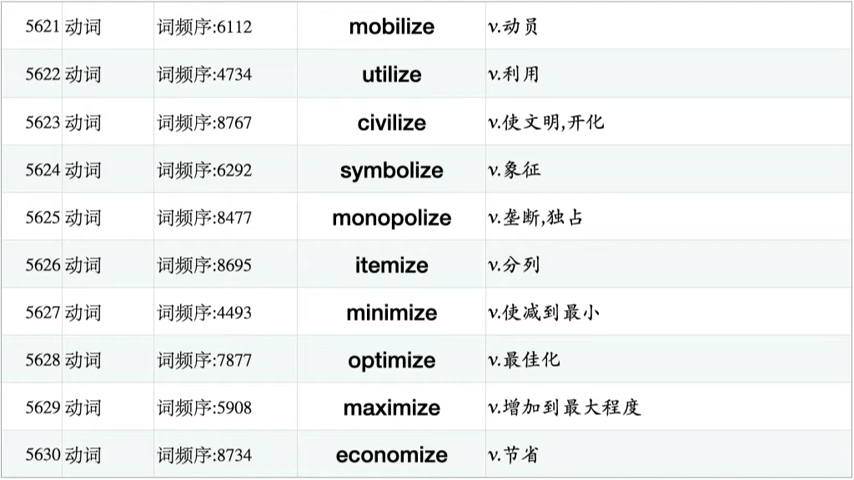 5621 动词 词频序:6112 mobilize v.动员
5622 动词 词频序:4734 utilize v.利用
5623 动词 词频序:8767 civilize v.使文明,开化
5624 动词 词频序:6292 symbolize v.象征
5625 动词 词频序:8477 monopolize v.垄断,独占
5626 动词 词频序:8695 itemize v.分列
5627 动词 词频序:4493 minimize v.使减到最小
5628 动词 词频序:7877 optimize v.最佳化
5629 动词 词频序:5908 maximize v.增加到最大程度
5630 动词 词频序:8734 economize v.节省